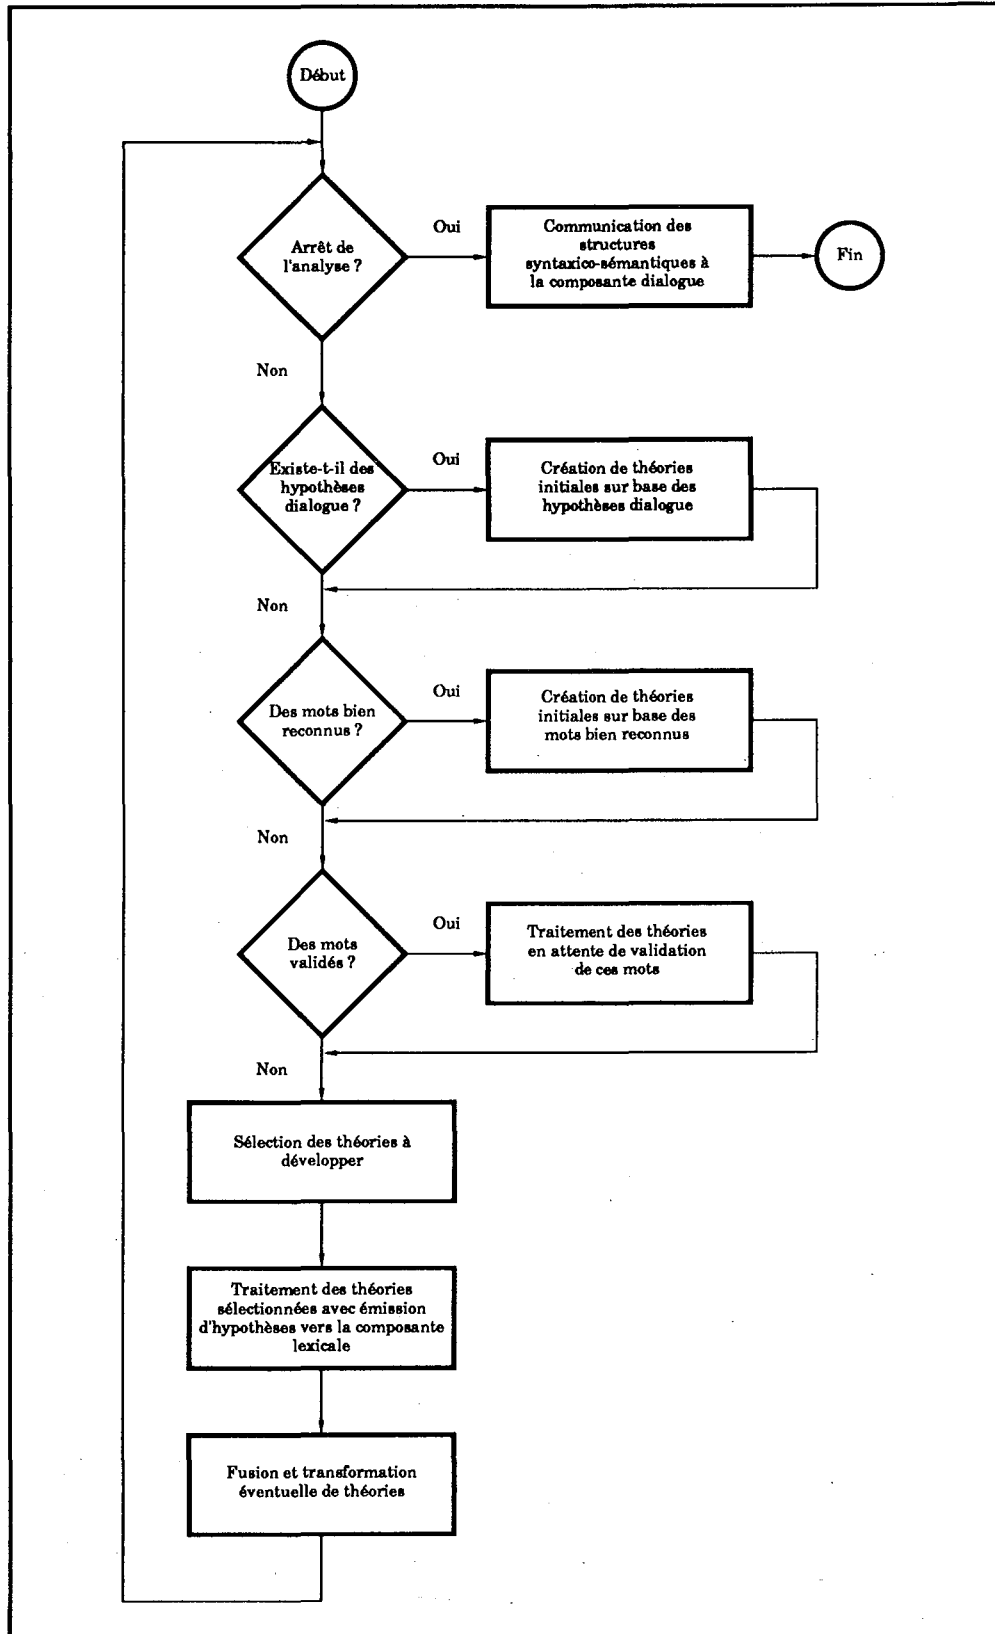 Début
Arrêt de
l'analyse ?
Oui
Communication des
structures
syntaxico-sémantiques à
la composante dialogue
Fin
Non
Existe-t-il des
hypothèses
dialogue ?
Oui
Création de théories
initiales sur base des
hypothèses dialogue
Non
Des mots bien
reconnus ?
Oui
Création de théories
initiales sur base des
mots bien reconnus
Non
Des mots
validés ?
Oui
Traitement des théories
en attente de validation
de ces mots
Non
Sélection des théories à
développer
Traitement des théories
sélectionnées avec émission
d'hypothèses vers la composante
lexicale
Fusion et transformation
éventuelle de théories